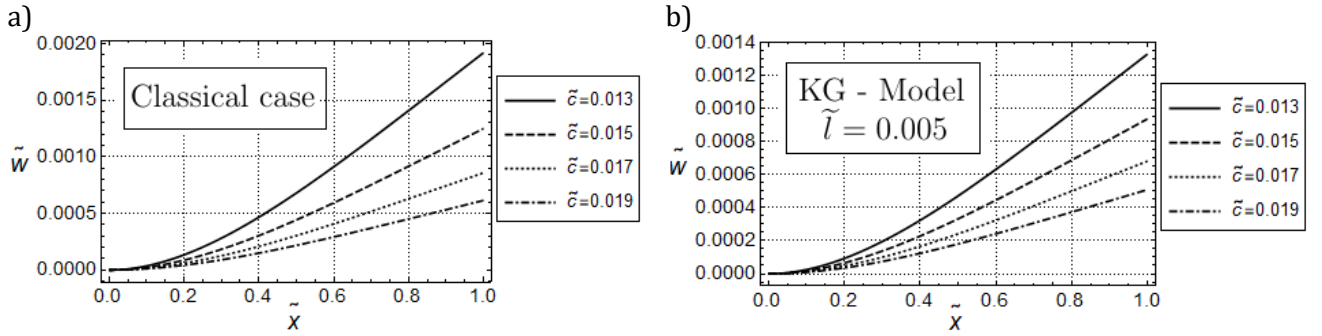 a)
0.0020
0.0015
0.0010
0.0005
0.0000
w̃
Classical case
c̃=0.013
c̃=0.015
c̃=0.017
c̃=0.019
0.0 0.2 0.4 0.6 0.8 1.0
x̃
b)
0.0014
0.0012
0.0010
0.0008
0.0006
0.0004
0.0002
0.0000
w̃
KG - Model
l̃ = 0.005
c̃=0.013
c̃=0.015
c̃=0.017
c̃=0.019
0.0 0.2 0.4 0.6 0.8 1.0
x̃